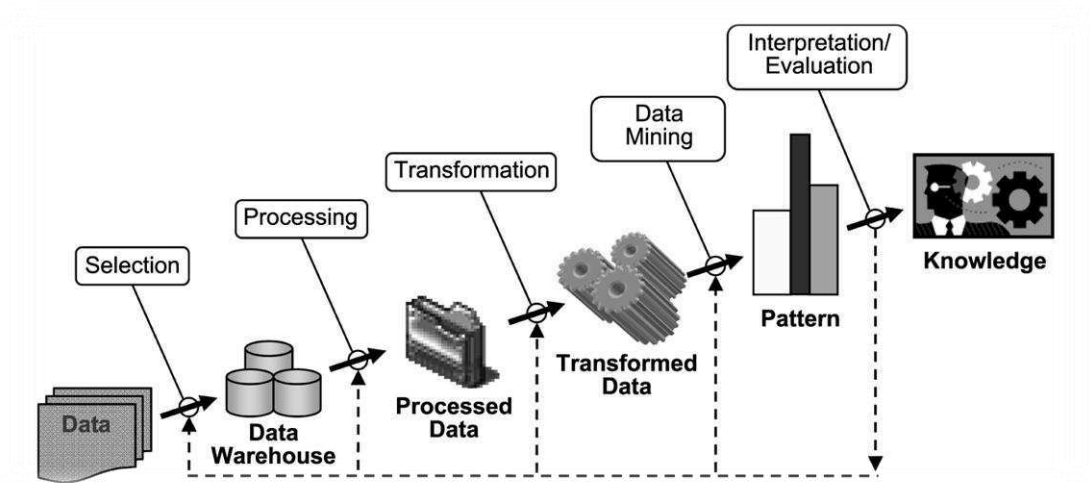 Interpretation/
Evaluation
Data
Mining
Transformation
Processing
Selection
Knowledge
Pattern
Transformed
Data
Processed
Data
Data
Warehouse
Data